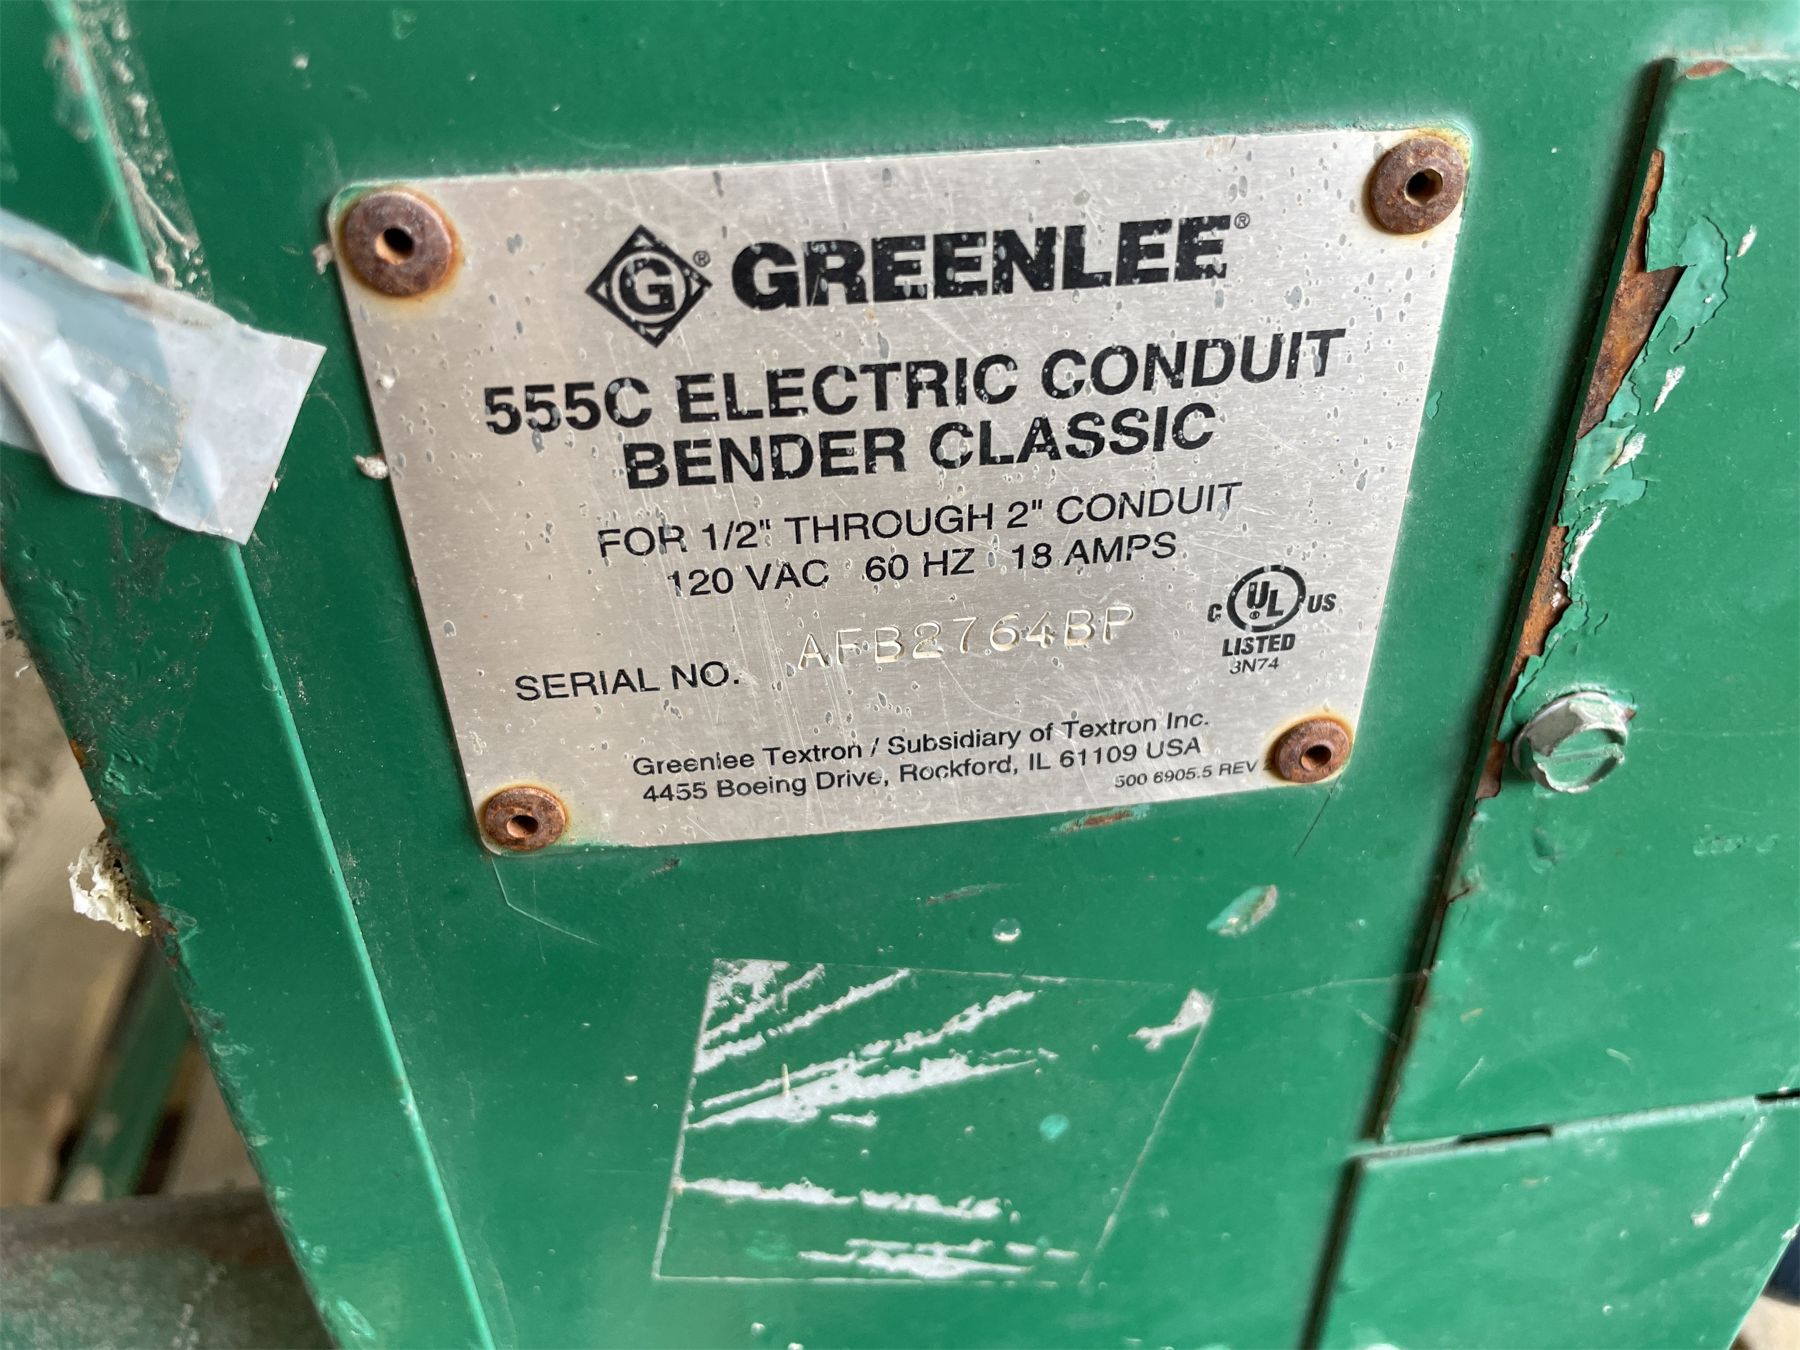 G® GREENLEE®
555C ELECTRIC CONDUIT
BENDER CLASSIC
FOR 1/2" THROUGH 2" CONDUIT
120 VAC 60 HZ 18 AMPS
SERIAL NO. AFB2764BP
C UL US
LISTED
3N74
Greenlee Textron / Subsidiary of Textron Inc.
4455 Boeing Drive, Rockford, IL 61109 USA
500 6905.5 REV